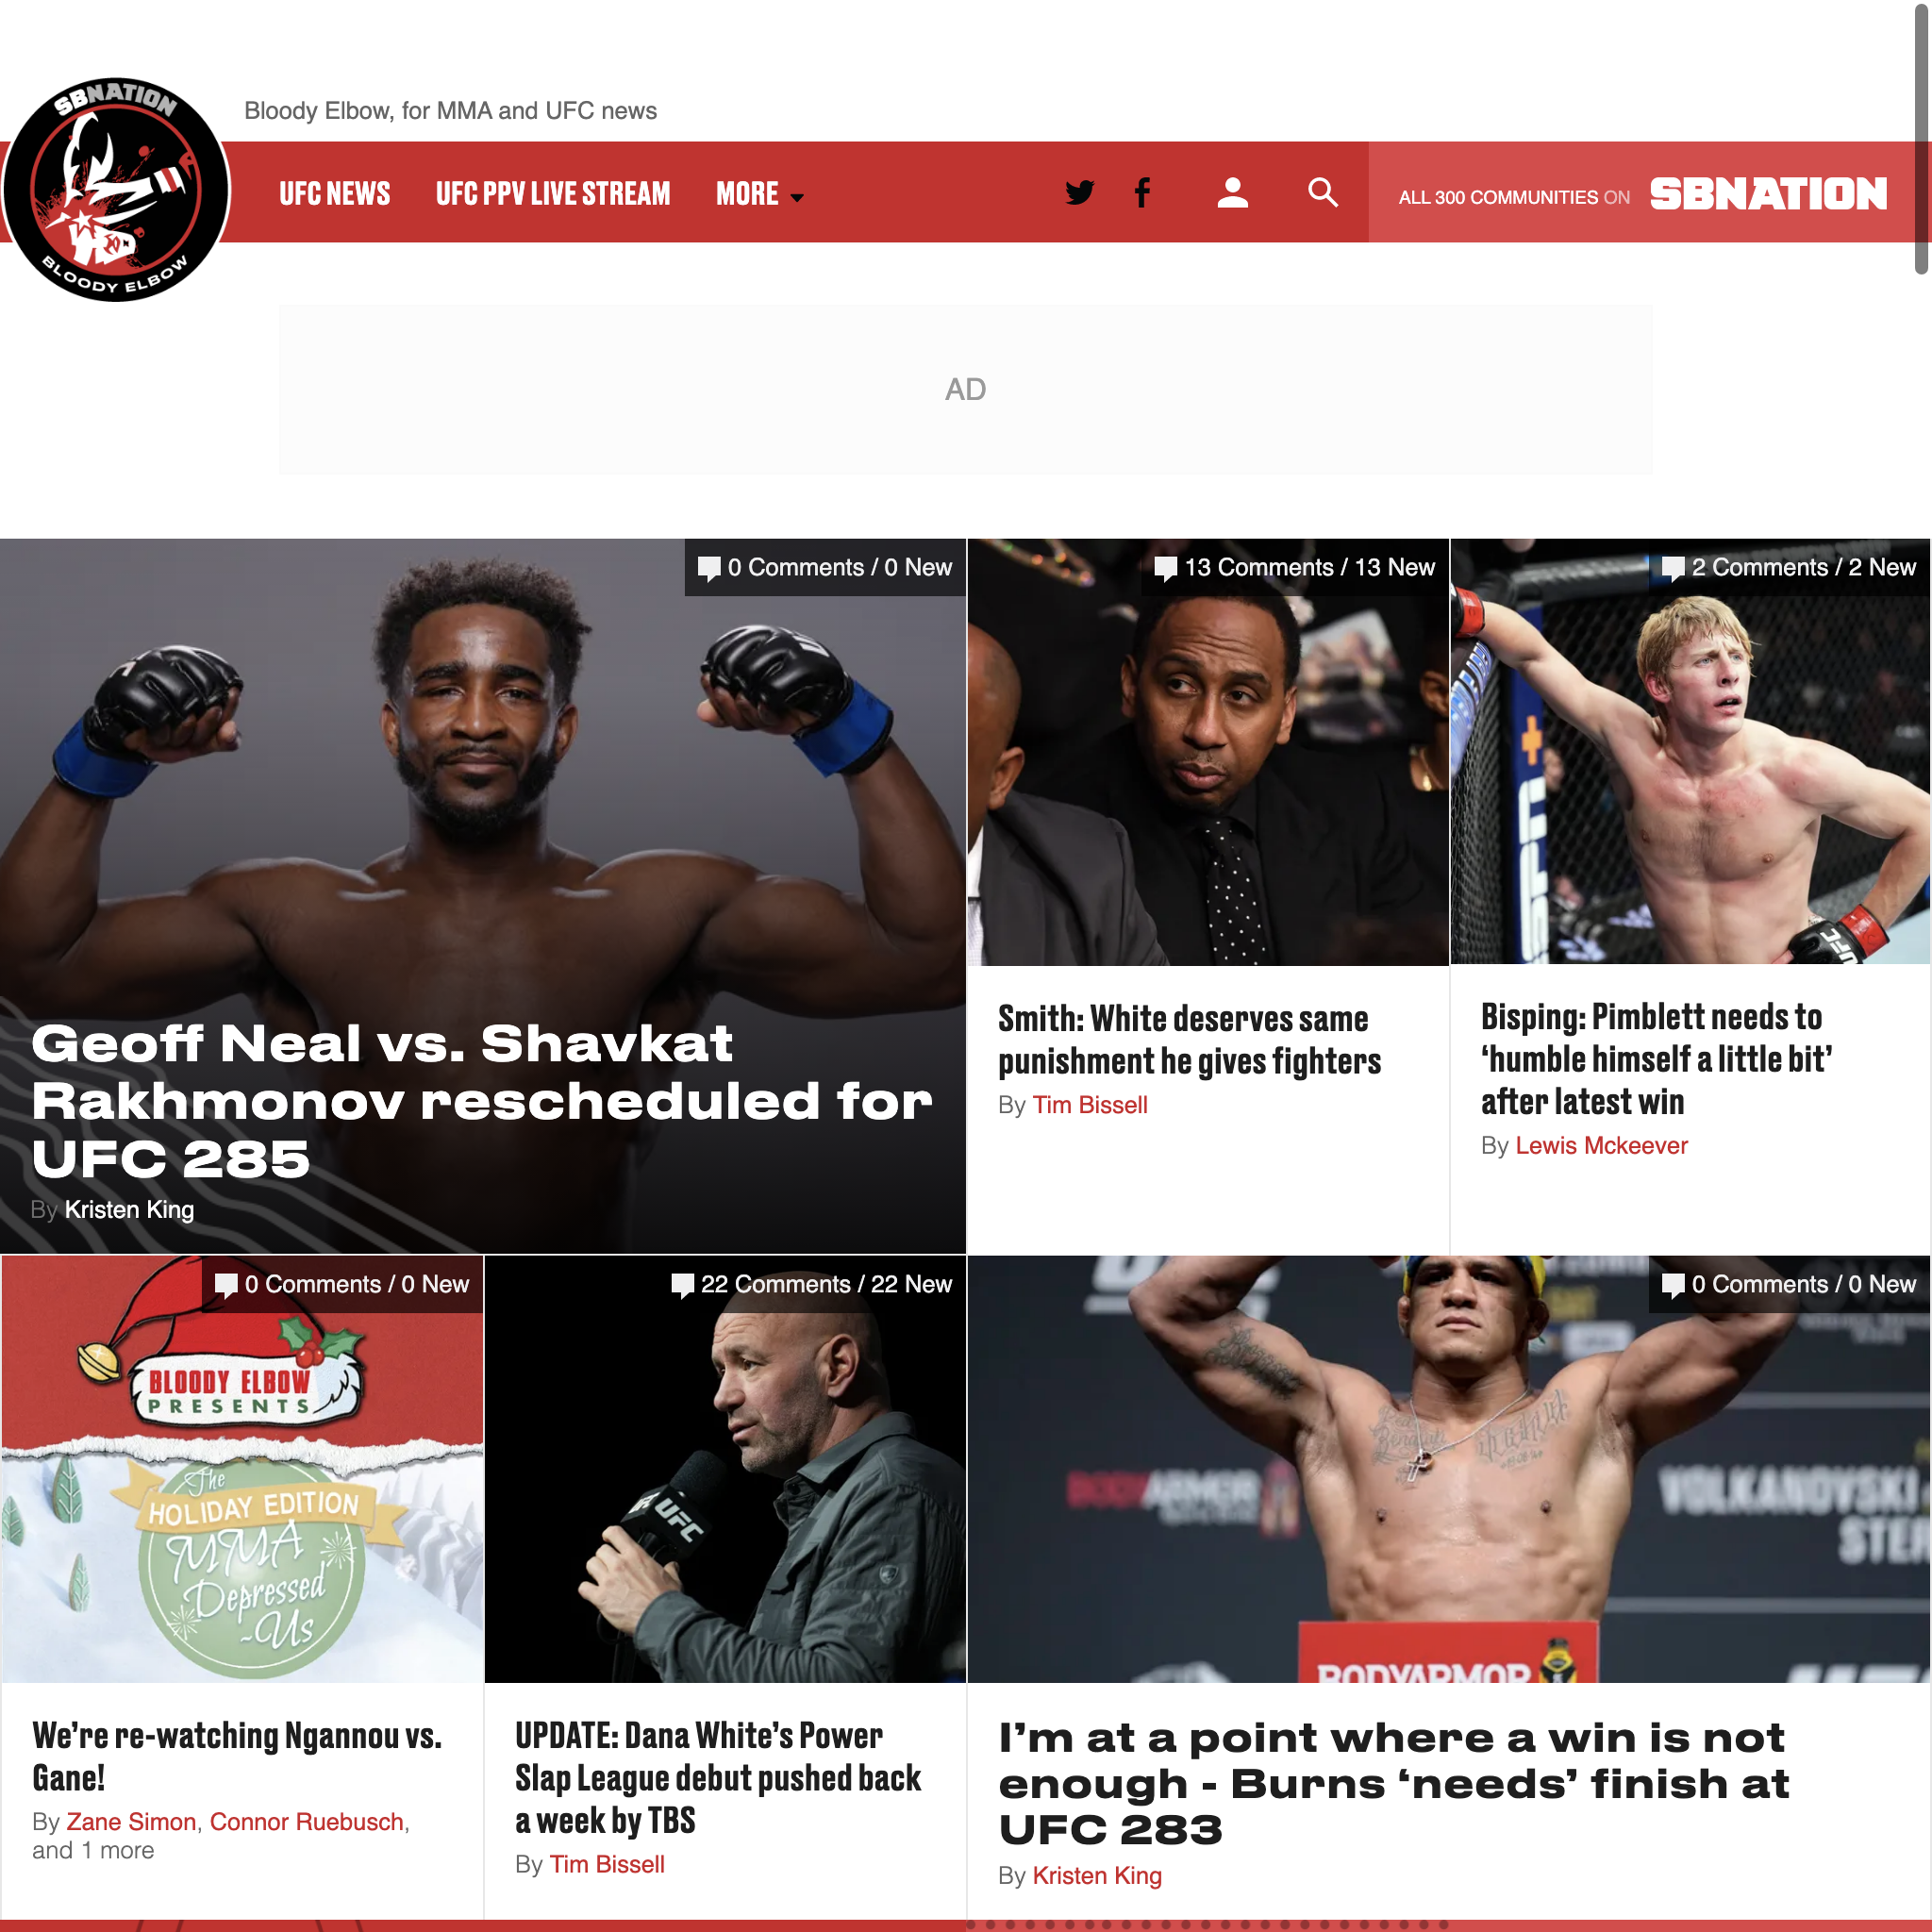 SBNATION
BLOODY ELBOW
Bloody Elbow, for MMA and UFC news
UFC NEWS
UFC PPV LIVE STREAM
MORE
ALL 300 COMMUNITIES ON
SBNATION
AD
0 Comments / 0 New
Geoff Neal vs. Shavkat
Rakhmonov rescheduled for
UFC 285
By Kristen King
13 Comments / 13 New
Smith: White deserves same
punishment he gives fighters
By Tim Bissell
2 Comments / 2 New
UFC
Bisping: Pimblett needs to
‘humble himself a little bit’
after latest win
By Lewis Mckeever
0 Comments / 0 New
BLOODY ELBOW
PRESENTS
The
HOLIDAY EDITION
MMA
Depressed
~Us
We’re re-watching Ngannou vs.
Gane!
By Zane Simon, Connor Ruebusch,
and 1 more
22 Comments / 22 New
UFC
UPDATE: Dana White’s Power
Slap League debut pushed back
a week by TBS
By Tim Bissell
0 Comments / 0 New
BODYARMOR
VOLKANOVSKI
BODYARMOR
I’m at a point where a win is not
enough - Burns ‘needs’ finish at
UFC 283
By Kristen King